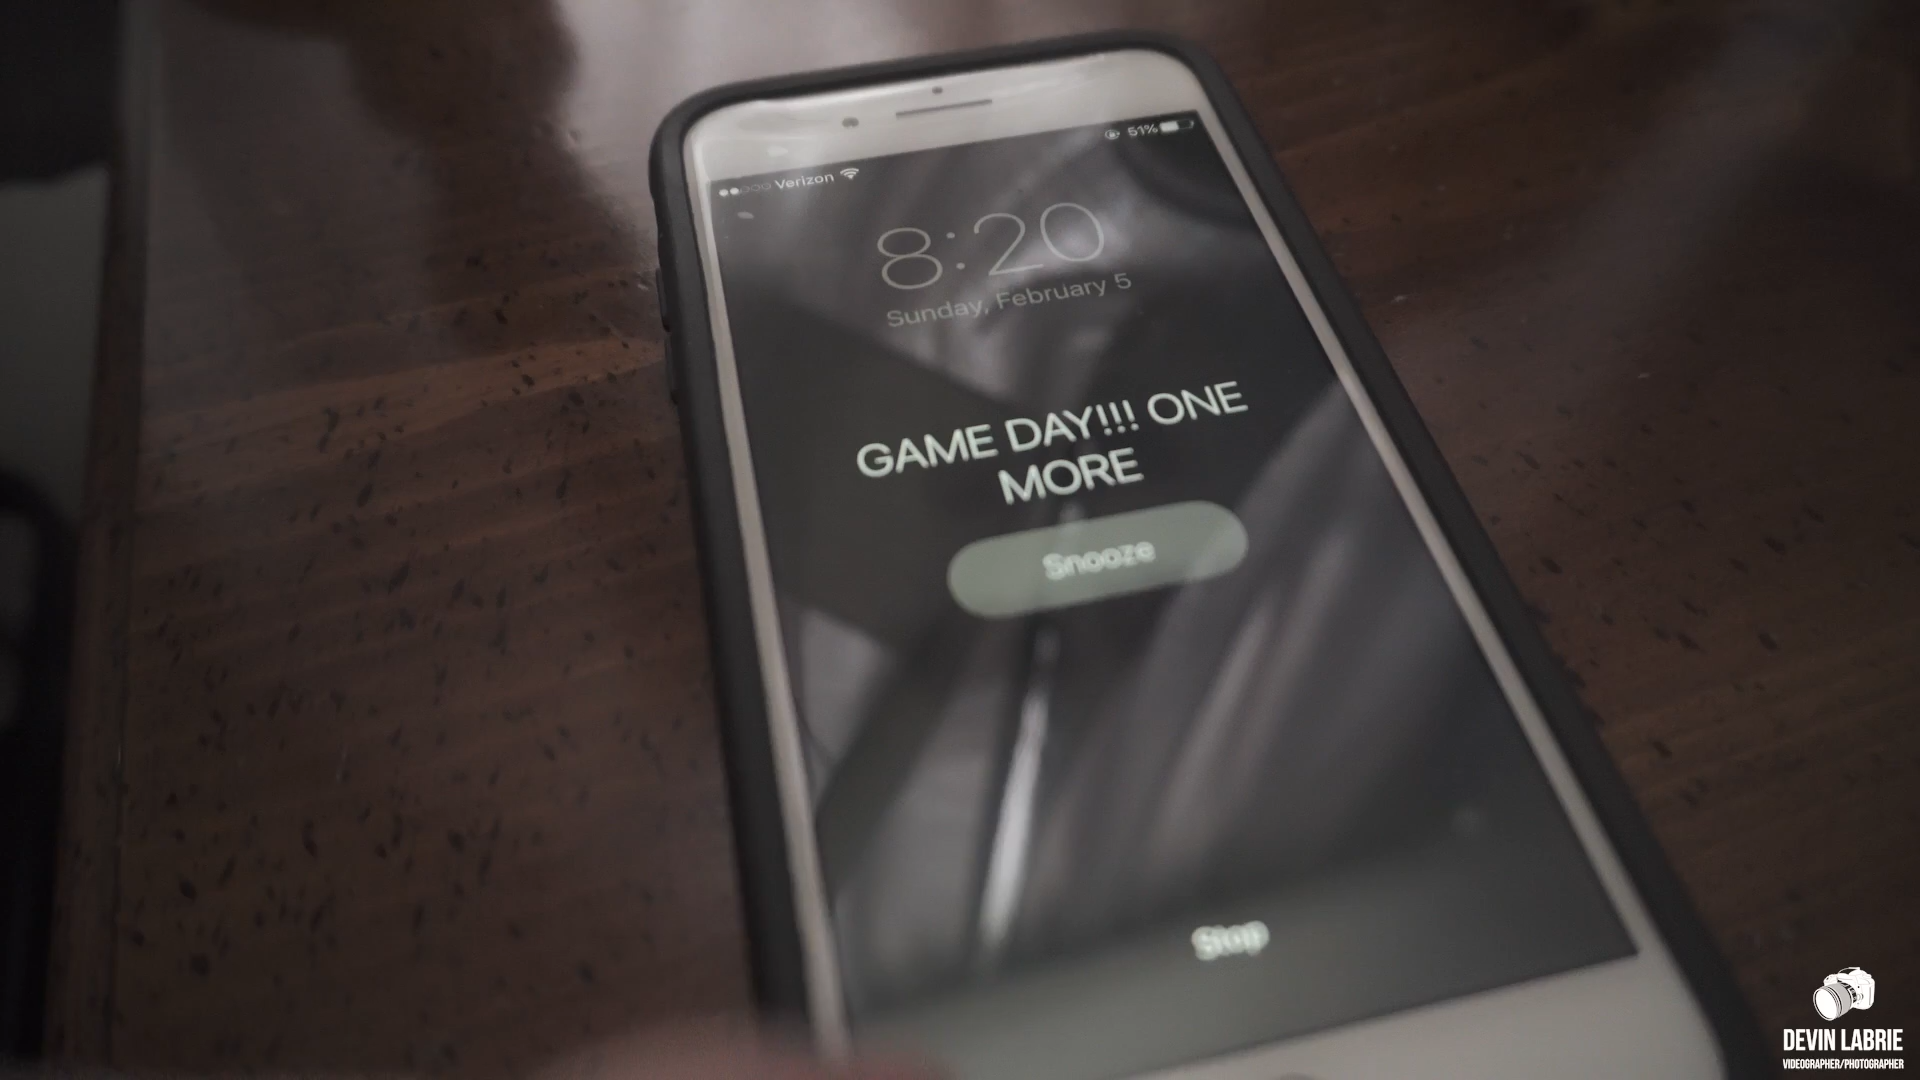 Verizon 51%
8:20
Sunday, February 5
GAME DAY!!! ONE
MORE
Snooze
Stop
DEVIN LABRIE
VIDEOGRAPHER/PHOTOGRAPHER